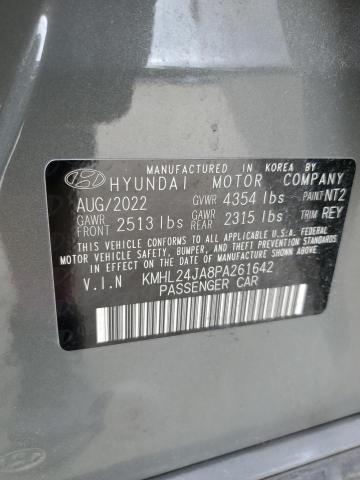 MANUFACTURED IN KOREA BY
HYUNDAI MOTOR COMPANY
AUG/2022 GVWR 4354 lbs PAINT NT2
GAWR FRONT 2513 lbs GAWR REAR 2315 lbs TRIM REY
THIS VEHICLE CONFORMS TO ALL APPLICABLE U.S.A. FEDERAL
MOTOR VEHICLE SAFETY, BUMPER, AND THEFT PREVENTION STANDARDS
IN EFFECT ON THE DATE OF MANUFACTURE SHOWN ABOVE.
V.I.N KMHL24JA8PA261642
PASSENGER CAR